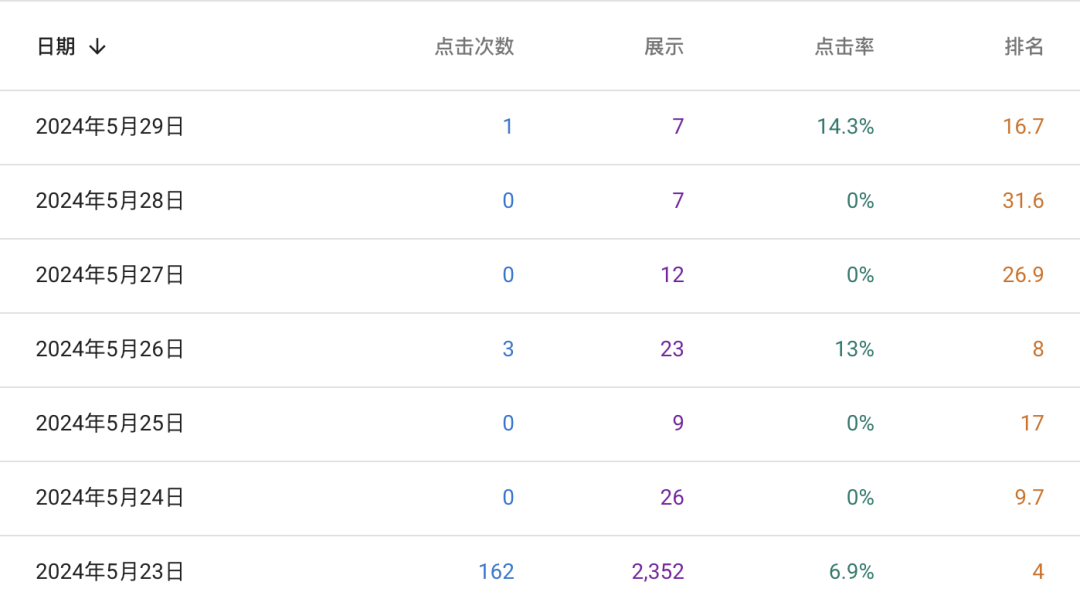 日期 ↓ 点击次数 展示 点击率 排名
2024年5月29日 1 7 14.3% 16.7
2024年5月28日 0 7 0% 31.6
2024年5月27日 0 12 0% 26.9
2024年5月26日 3 23 13% 8
2024年5月25日 0 9 0% 17
2024年5月24日 0 26 0% 9.7
2024年5月23日 162 2,352 6.9% 4